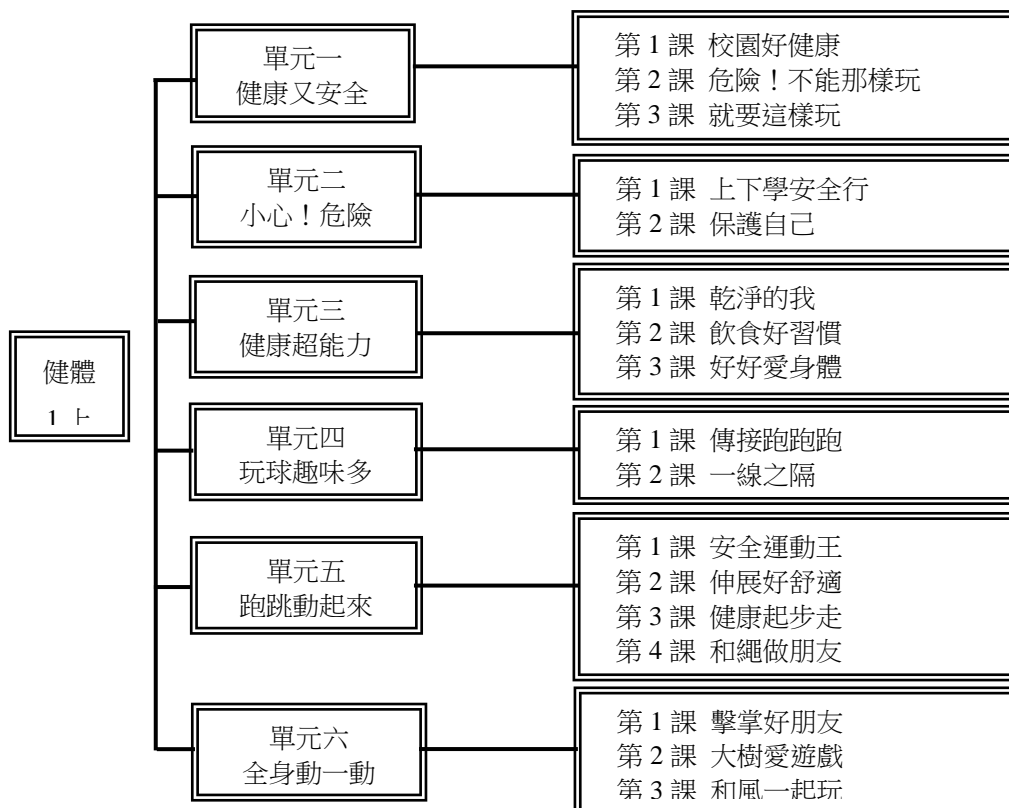 健體
1 上
單元一
健康又安全
第 1 課 校園好健康
第 2 課 危險！不能那樣玩
第 3 課 就要這樣玩
單元二
小心！危險
第 1 課 上下學安全行
第 2 課 保護自己
單元三
健康超能力
第 1 課 乾淨的我
第 2 課 飲食好習慣
第 3 課 好好愛身體
單元四
玩球趣味多
第 1 課 傳接跑跑跑
第 2 課 一線之隔
單元五
跑跳動起來
第 1 課 安全運動王
第 2 課 伸展好舒適
第 3 課 健康起步走
第 4 課 和繩做朋友
單元六
全身動一動
第 1 課 擊掌好朋友
第 2 課 大樹愛遊戲
第 3 課 和風一起玩